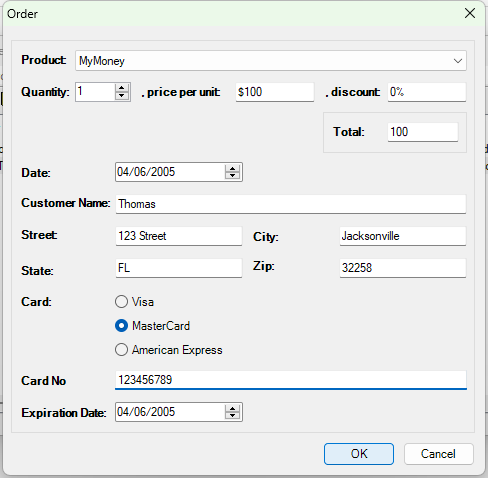 Order
Product: MyMoney
Quantity: 1 , price per unit: $100 , discount: 0%
Total: 100
Date: 04/06/2005
Customer Name: Thomas
Street: 123 Street City: Jacksonville
State: FL Zip: 32258
Card: Visa
MasterCard
American Express
Card No 123456789
Expiration Date: 04/06/2005
OK Cancel